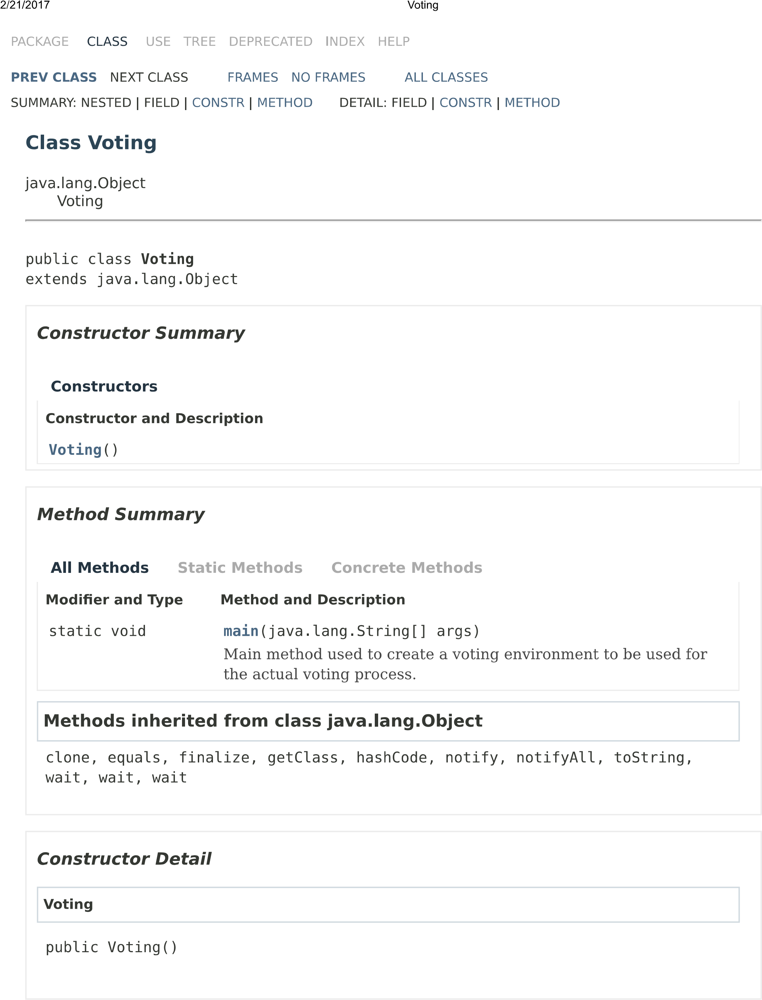 2/21/2017 Voting
PACKAGE CLASS USE TREE DEPRECATED INDEX HELP
PREV CLASS NEXT CLASS FRAMES NO FRAMES ALL CLASSES
SUMMARY: NESTED | FIELD | CONSTR | METHOD DETAIL: FIELD | CONSTR | METHOD
Class Voting
java.lang.Object
Voting
public class Voting
extends java.lang.Object
Constructor Summary
Constructors
Constructor and Description
Voting()
Method Summary
All Methods Static Methods Concrete Methods
Modifier and Type Method and Description
static void main(java.lang.String[] args)
Main method used to create a voting environment to be used for
the actual voting process.
Methods inherited from class java.lang.Object
clone, equals, finalize, getClass, hashCode, notify, notifyAll, toString,
wait, wait, wait
Constructor Detail
Voting
public Voting()